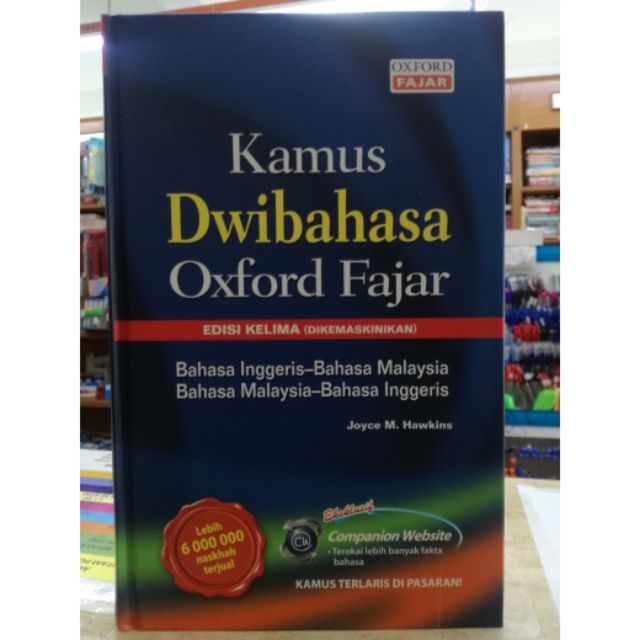 OXFORD
FAJAR
Kamus
Dwibahasa
Oxford Fajar
EDISI KELIMA (DIKEMASKINIKAN)
Bahasa Inggeris–Bahasa Malaysia
Bahasa Malaysia–Bahasa Inggeris
Joyce M. Hawkins
Lebih
6 000 000
naskhah
terjual
Eksklusif
CW
Companion Website
• Terokai lebih banyak fakta
bahasa
KAMUS TERLARIS DI PASARAN!